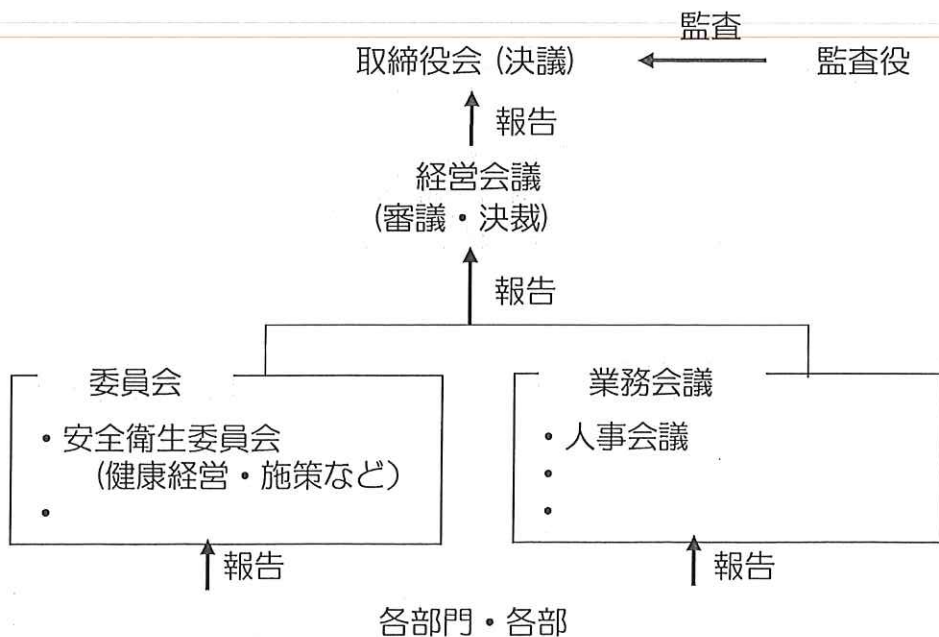 監査
取締役会 (決議)
監査役
報告
経営会議
(審議・決裁)
報告
委員会
・安全衛生委員会
(健康経営・施策など)
・
業務会議
・人事会議
・
・
報告
報告
各部門・各部